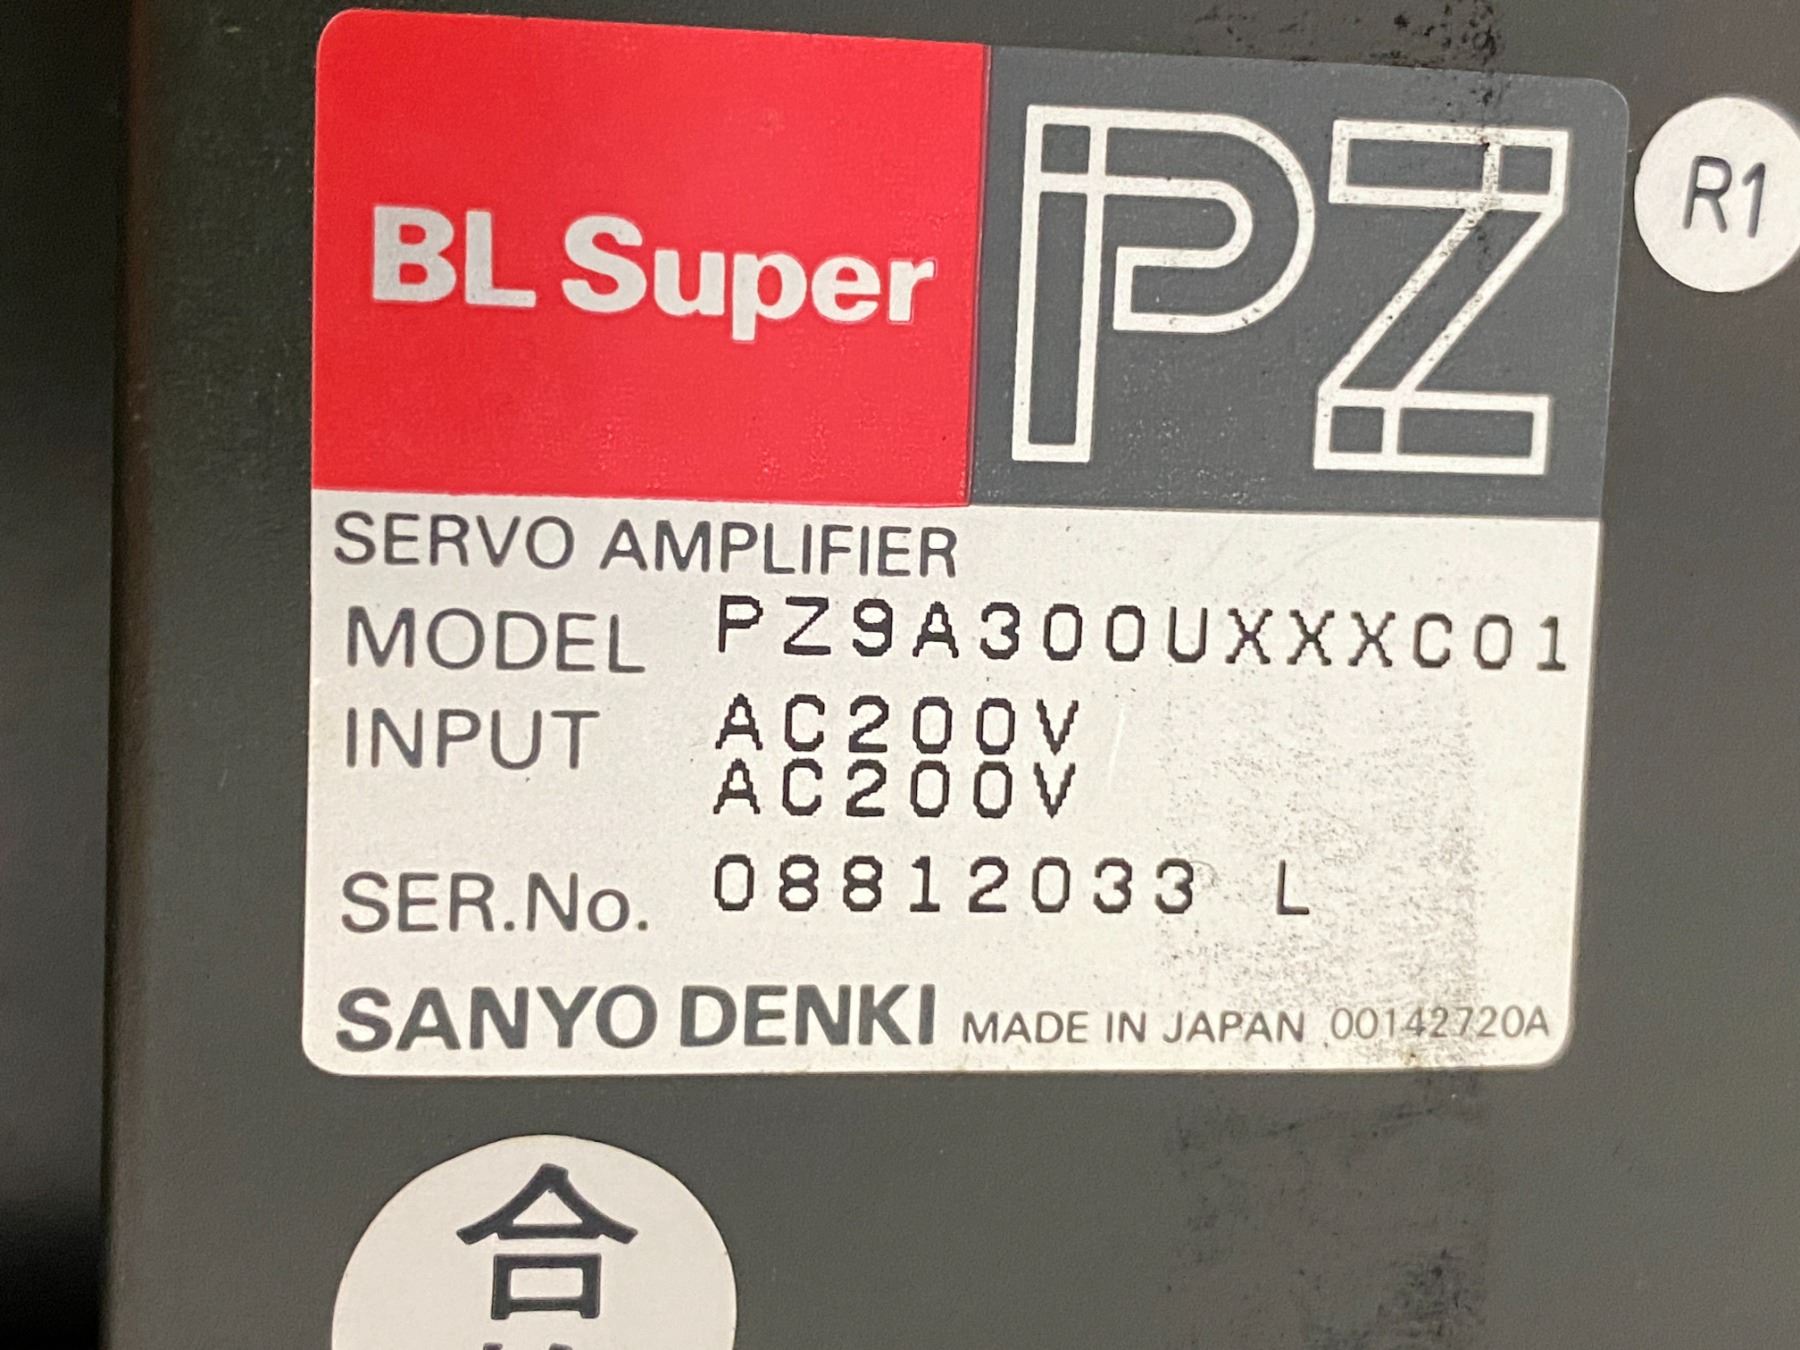 BL Super PZ
R1
SERVO AMPLIFIER
MODEL PZ9A300UXXXC01
INPUT AC200V
AC200V
SER.No. 08812033 L
SANYO DENKI MADE IN JAPAN 00142720A
合